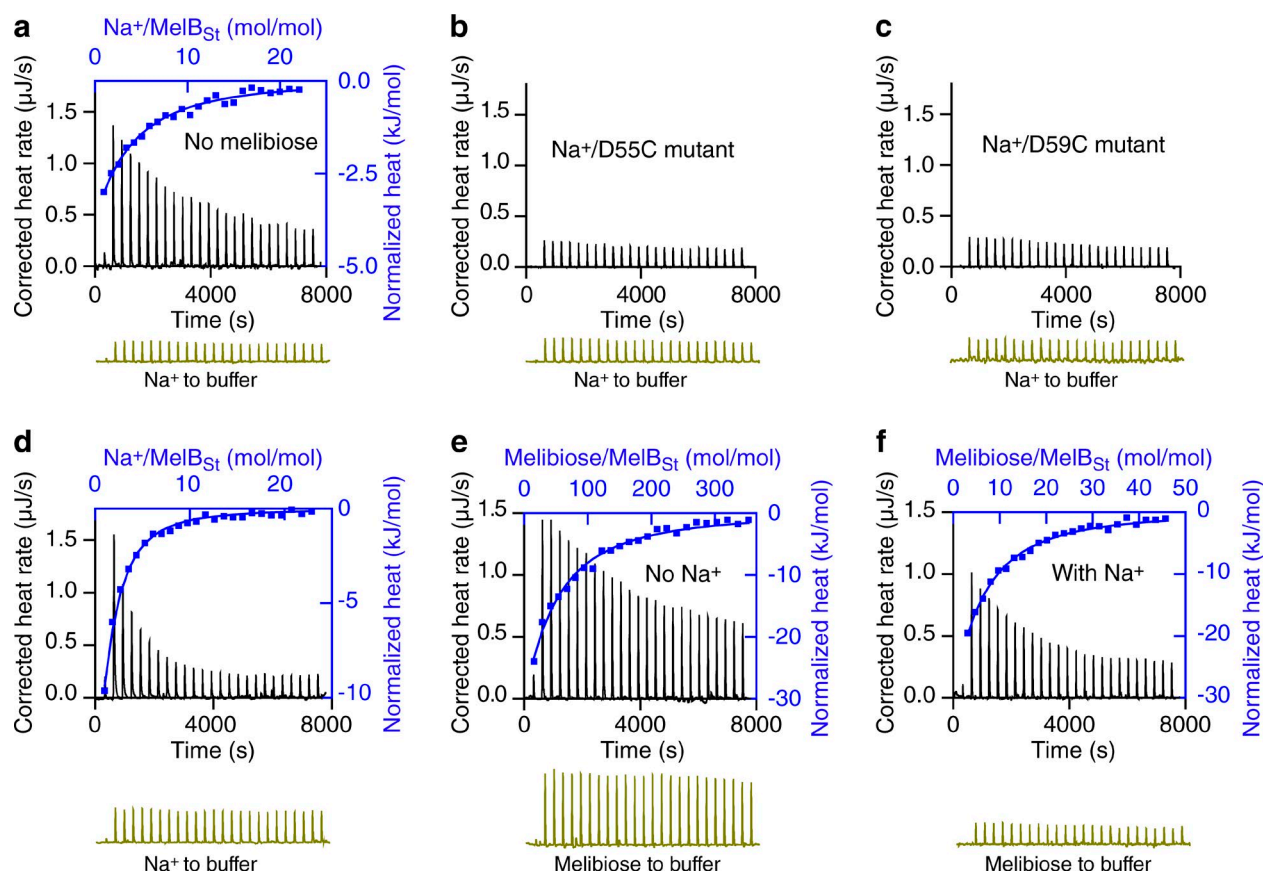 a
Na⁺/MelB_St (mol/mol)
0 10 20
Corrected heat rate (µJ/s)
1.5
1.0
0.5
0.0
No melibiose
0.0
-2.5
-5.0
Normalized heat (kJ/mol)
0 4000 8000
Time (s)
Na⁺ to buffer
b
Corrected heat rate (µJ/s)
1.5
1.0
0.5
0.0
Na⁺/D55C mutant
0 4000 8000
Time (s)
Na⁺ to buffer
c
Corrected heat rate (µJ/s)
1.5
1.0
0.5
0.0
Na⁺/D59C mutant
0 4000 8000
Time (s)
Na⁺ to buffer
d
Na⁺/MelB_St (mol/mol)
0 10 20
Corrected heat rate (µJ/s)
1.5
1.0
0.5
0.0
0
-5
-10
Normalized heat (kJ/mol)
0 4000 8000
Time (s)
Na⁺ to buffer
e
Melibiose/MelB_St (mol/mol)
0 100 200 300
Corrected heat rate (µJ/s)
1.5
1.0
0.5
0.0
No Na⁺
0
-10
-20
-30
Normalized heat (kJ/mol)
0 4000 8000
Time (s)
Melibiose to buffer
f
Melibiose/MelB_St (mol/mol)
0 10 20 30 40 50
Corrected heat rate (µJ/s)
1.5
1.0
0.5
0.0
With Na⁺
0
-10
-20
-30
Normalized heat (kJ/mol)
0 4000 8000
Time (s)
Melibiose to buffer